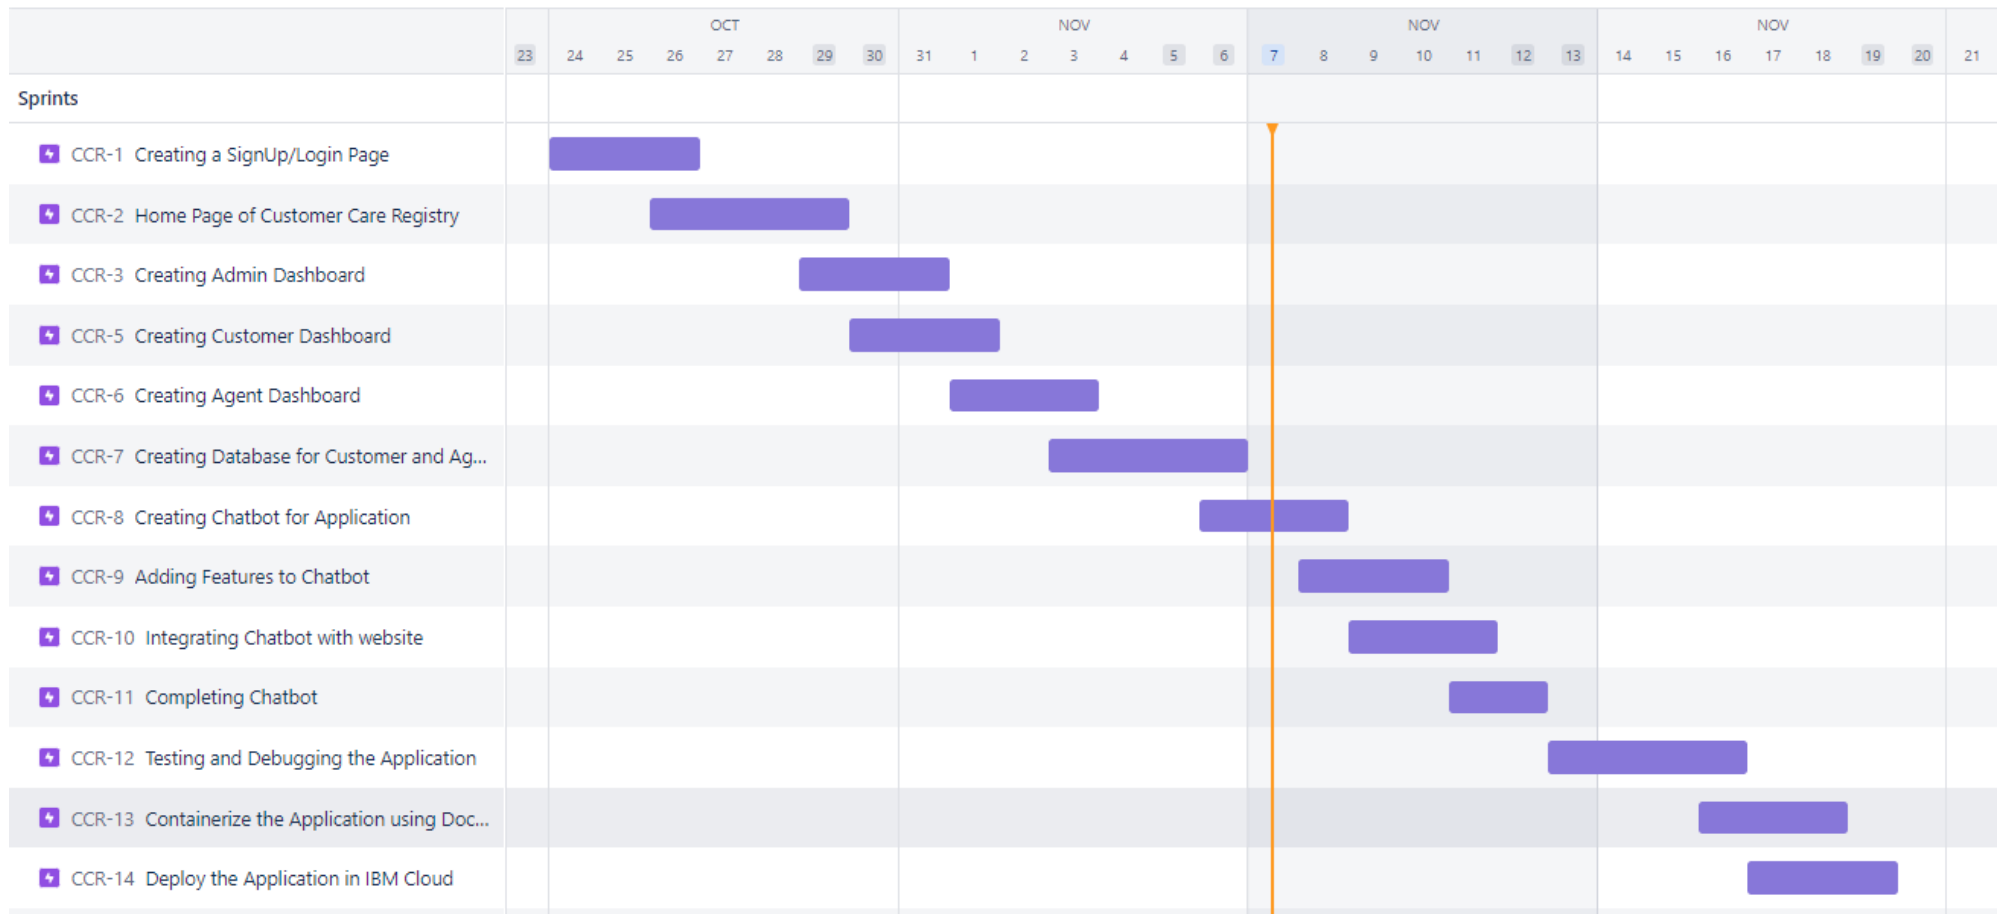 OCT NOV NOV NOV
23 24 25 26 27 28 29 30 31 1 2 3 4 5 6 7 8 9 10 11 12 13 14 15 16 17 18 19 20 21
Sprints
CCR-1 Creating a SignUp/Login Page
CCR-2 Home Page of Customer Care Registry
CCR-3 Creating Admin Dashboard
CCR-5 Creating Customer Dashboard
CCR-6 Creating Agent Dashboard
CCR-7 Creating Database for Customer and Ag...
CCR-8 Creating Chatbot for Application
CCR-9 Adding Features to Chatbot
CCR-10 Integrating Chatbot with website
CCR-11 Completing Chatbot
CCR-12 Testing and Debugging the Application
CCR-13 Containerize the Application using Doc...
CCR-14 Deploy the Application in IBM Cloud